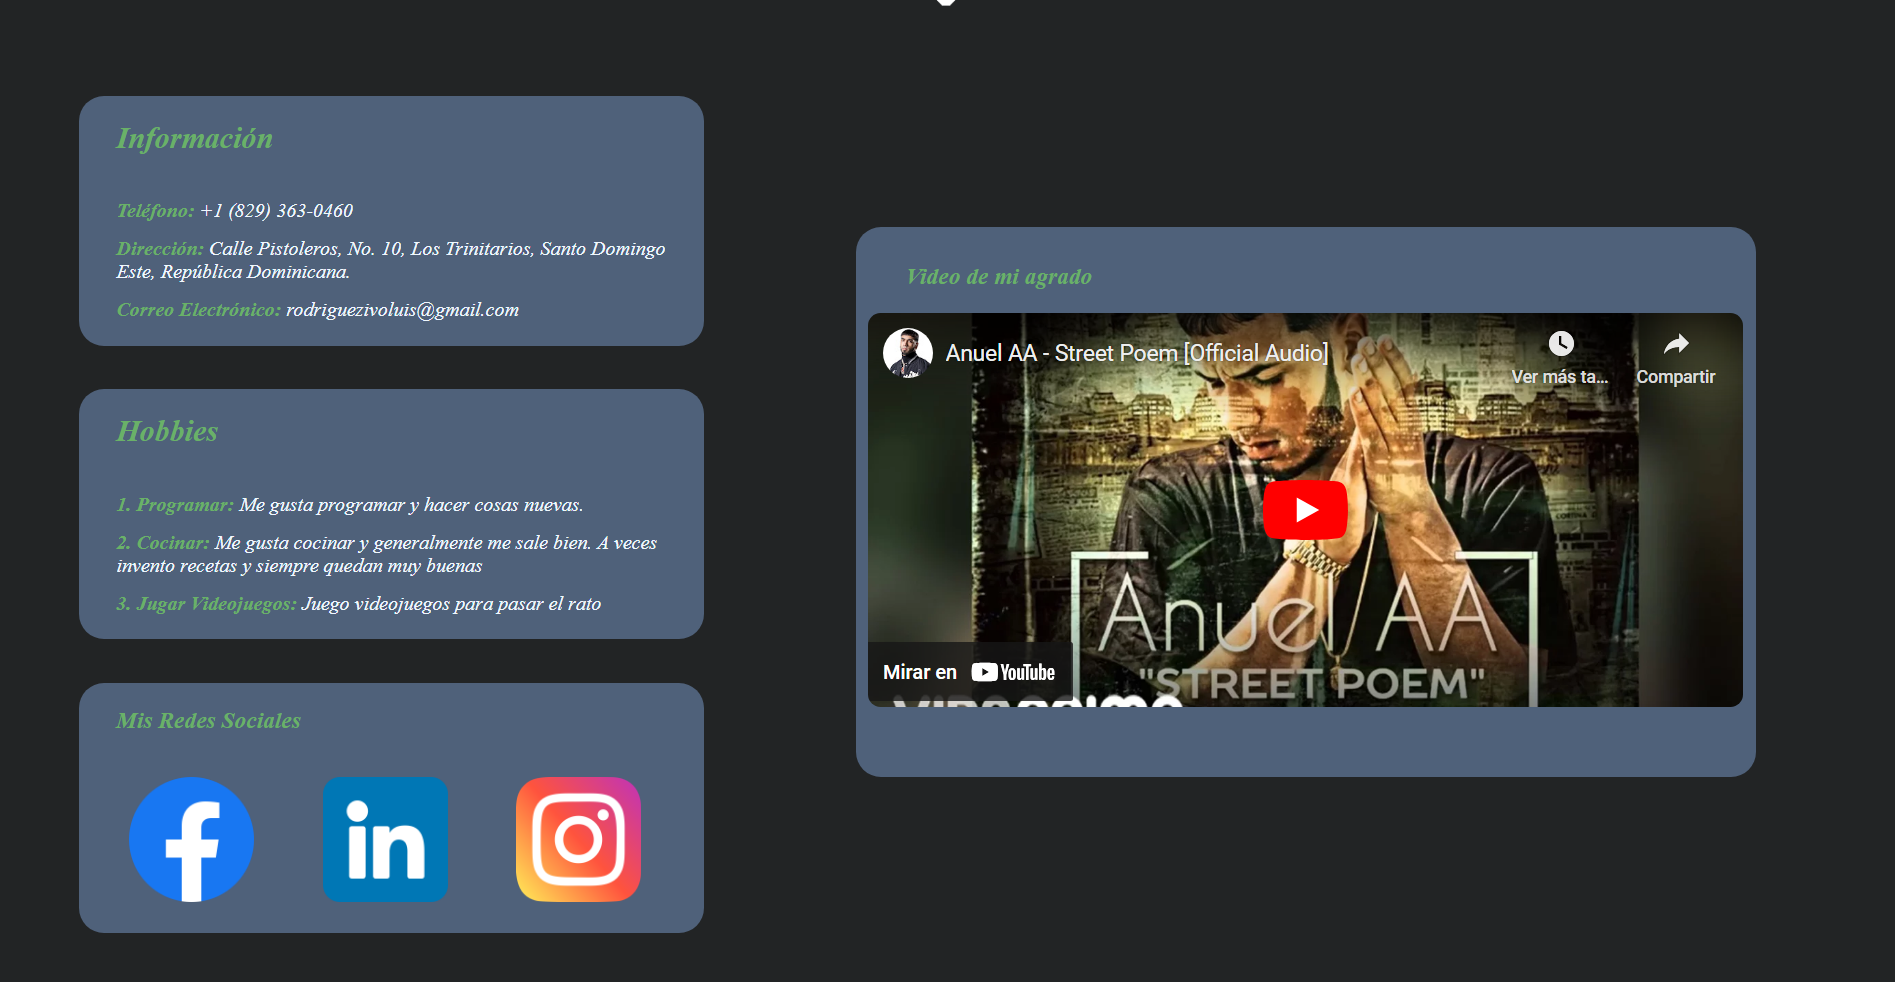 Información
Teléfono: +1 (829) 363-0460
Dirección: Calle Pistoleros, No. 10, Los Trinitarios, Santo Domingo
Este, República Dominicana.
Correo Electrónico: rodriguezivoluis@gmail.com
Hobbies
1. Programar: Me gusta programar y hacer cosas nuevas.
2. Cocinar: Me gusta cocinar y generalmente me sale bien. A veces
invento recetas y siempre quedan muy buenas
3. Jugar Videojuegos: Juego videojuegos para pasar el rato
Mis Redes Sociales
f
in
Video de mi agrado
Anuel AA - Street Poem [Official Audio]
Ver más ta...
Compartir
Anuel AA
"STREET POEM"
Mirar en YouTube